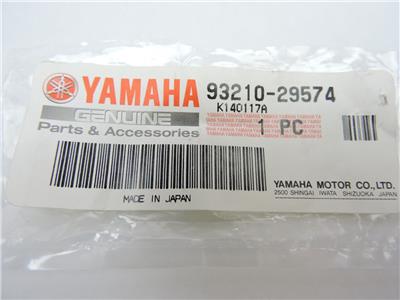 YAMAHA 93210-29574
GENUINE K140117A
Parts & Accessories 1 PC
YAMAHA MOTOR CO.,LTD.
MADE IN JAPAN 2500 SHINGAI IWATA SHIZUOKA JAPAN